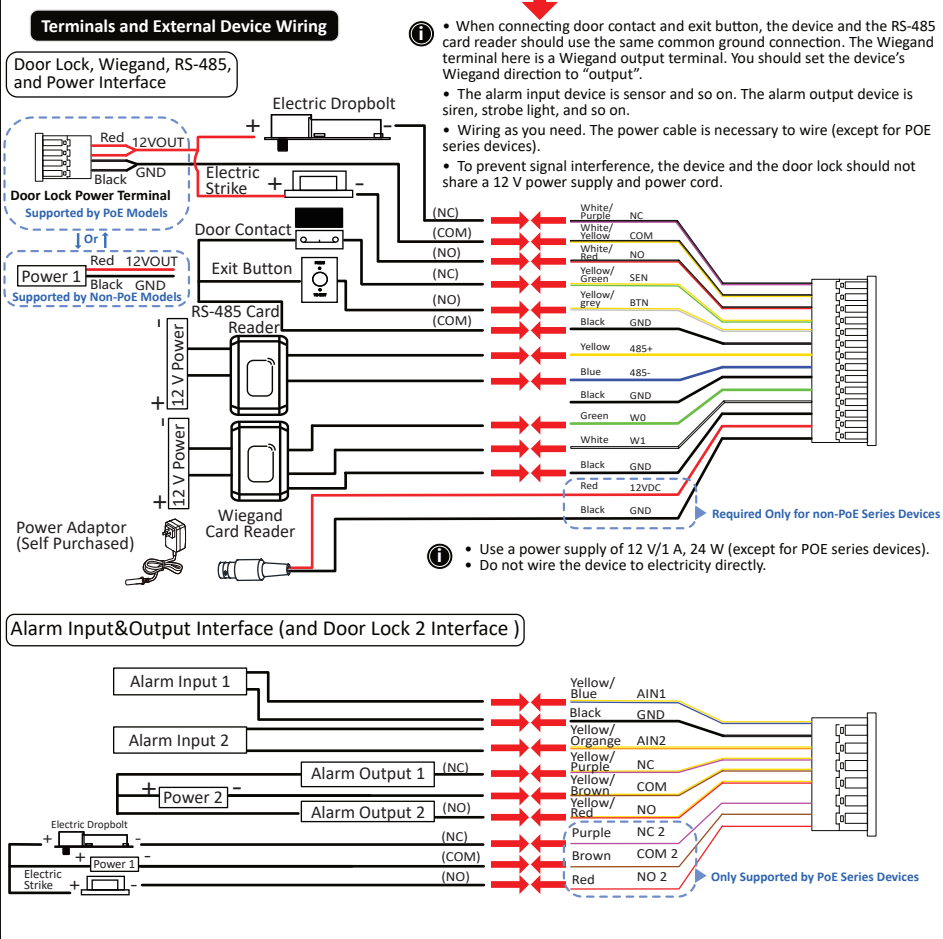 Terminals and External Device Wiring
Door Lock, Wiegand, RS-485,
and Power Interface
• When connecting door contact and exit button, the device and the RS-485
card reader should use the same common ground connection. The Wiegand
terminal here is a Wiegand output terminal. You should set the device's
Wiegand direction to “output”.
• The alarm input device is sensor and so on. The alarm output device is
siren, strobe light, and so on.
• Wiring as you need. The power cable is necessary to wire (except for POE
series devices).
• To prevent signal interference, the device and the door lock should not
share a 12 V power supply and power cord.
Electric Dropbolt
+ -
Red 12VOUT
Black GND
Door Lock Power Terminal
Supported by PoE Models
Or
Red 12VOUT
Power 1
Black GND
Supported by Non-PoE Models
Electric
Strike
+ -
Door Contact
Exit Button
RS-485 Card
Reader
- 12 V Power +
- 12 V Power +
Wiegand
Card Reader
Power Adaptor
(Self Purchased)
(NC)
(COM)
(NO)
(NC)
(NO)
(COM)
White/
Purple NC
White/
Yellow COM
White/
Red NO
Yellow/
Green SEN
Yellow/
grey BTN
Black GND
Yellow 485+
Blue 485-
Black GND
Green W0
White W1
Black GND
Red 12VDC
Black GND
Required Only for non-PoE Series Devices
• Use a power supply of 12 V/1 A, 24 W (except for POE series devices).
• Do not wire the device to electricity directly.
Alarm Input&Output Interface (and Door Lock 2 Interface )
Alarm Input 1
Alarm Input 2
Alarm Output 1 (NC)
+ Power 2 -
Alarm Output 2 (NO)
Electric Dropbolt
+ -
+ Power 1 -
Electric
Strike
+ -
(NC)
(COM)
(NO)
Yellow/
Blue AIN1
Black GND
Yellow/
Organge AIN2
Yellow/
Purple NC
Yellow/
Brown COM
Yellow/
Red NO
Purple NC 2
Brown COM 2
Red NO 2
Only Supported by PoE Series Devices